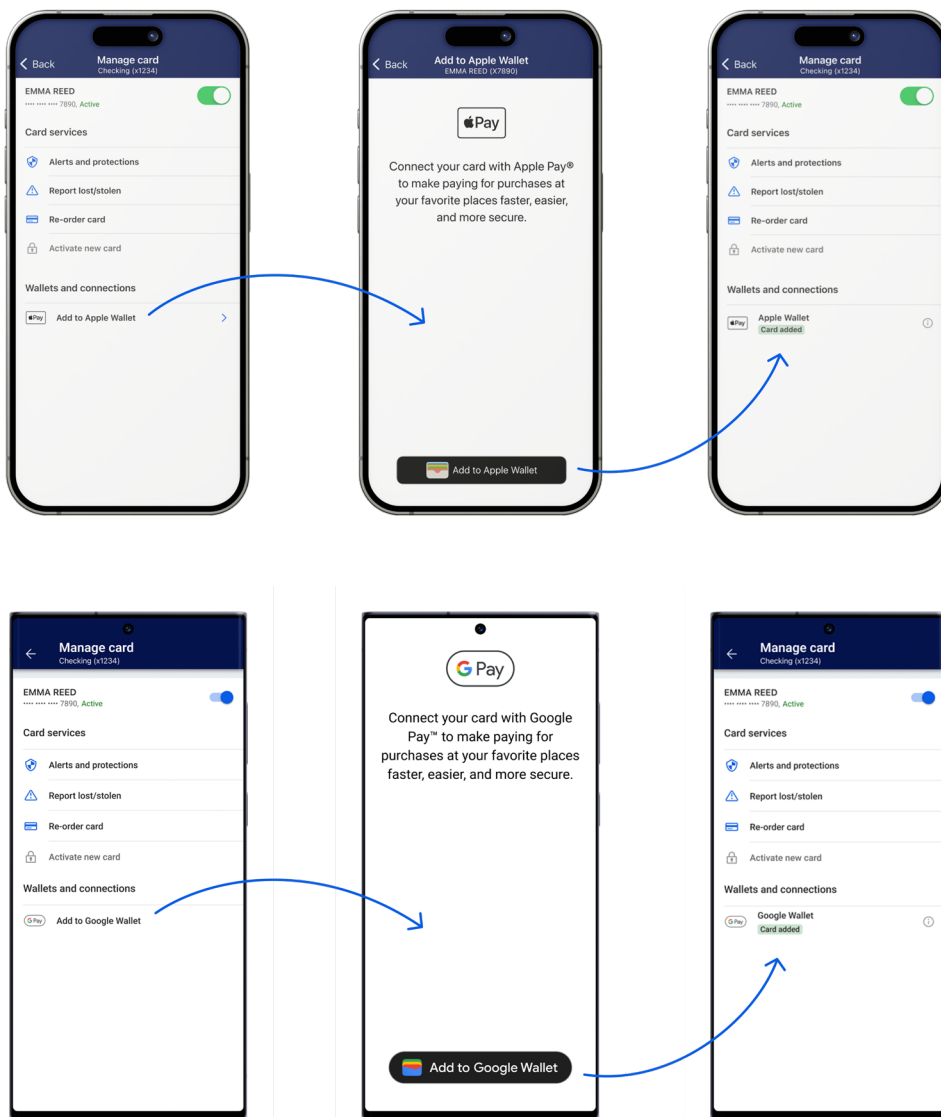 Back
Manage card
Checking (x1234)
EMMA REED
•••• •••• •••• 7890, Active
Card services
Alerts and protections
Report lost/stolen
Re-order card
Activate new card
Wallets and connections
Pay
Add to Apple Wallet
Back
Add to Apple Wallet
EMMA REED (X7890)
Pay
Connect your card with Apple Pay®
to make paying for purchases at
your favorite places faster, easier,
and more secure.
Add to Apple Wallet
Back
Manage card
Checking (x1234)
EMMA REED
•••• •••• •••• 7890, Active
Card services
Alerts and protections
Report lost/stolen
Re-order card
Activate new card
Wallets and connections
Pay
Apple Wallet
Card added
Manage card
Checking (x1234)
EMMA REED
•••• •••• •••• 7890, Active
Card services
Alerts and protections
Report lost/stolen
Re-order card
Activate new card
Wallets and connections
G Pay
Add to Google Wallet
G Pay
Connect your card with Google
Pay™ to make paying for
purchases at your favorite places
faster, easier, and more secure.
Add to Google Wallet
Manage card
Checking (x1234)
EMMA REED
•••• •••• •••• 7890, Active
Card services
Alerts and protections
Report lost/stolen
Re-order card
Activate new card
Wallets and connections
G Pay
Google Wallet
Card added